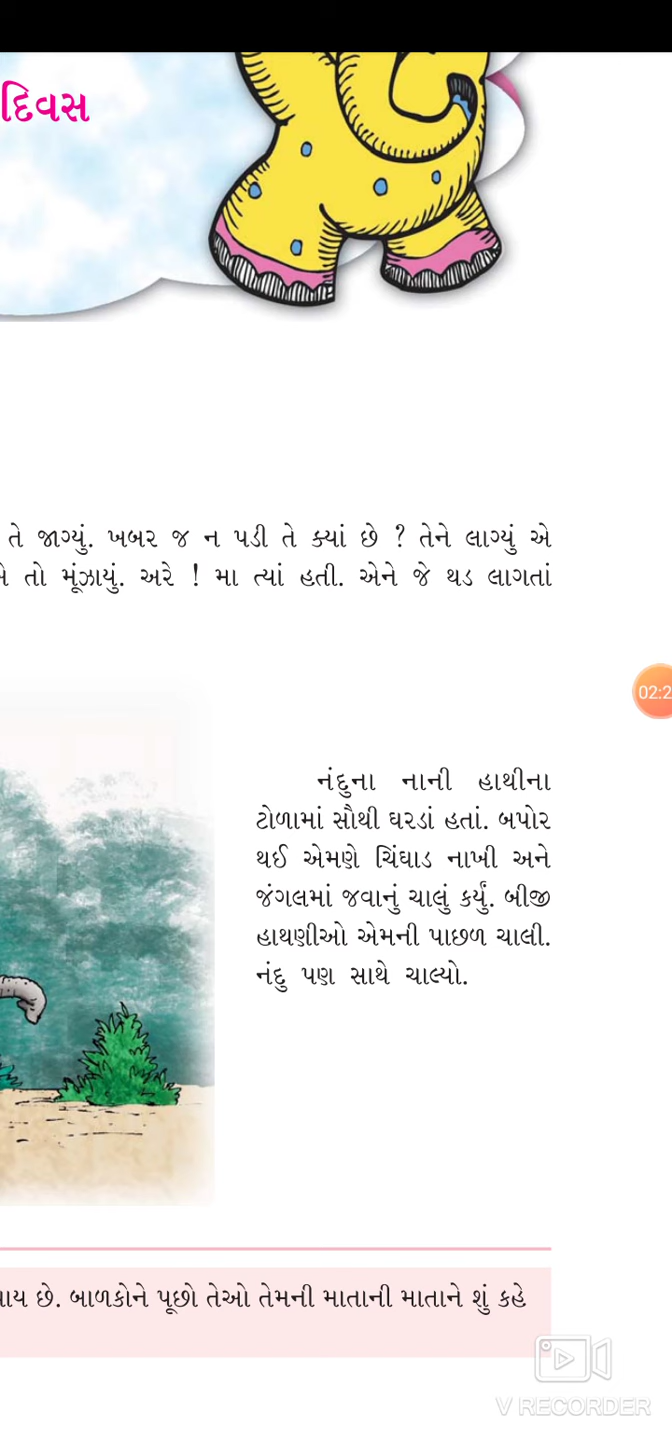 દિવસ
તે જાગ્યું. ખબર જ ન પડી તે ક્યાં છે ? તેને લાગ્યું એ
તો મૂંઝાયું. અરે ! મા ત્યાં હતી. એને જે થડ લાગતાં
02:2
નંદુના નાની હાથીના
ટોળામાં સૌથી ઘરડાં હતાં. બપોર
થઈ એમણે ચિંઘાડ નાખી અને
જંગલમાં જવાનું ચાલું કર્યું. બીજી
હાથણીઓ એમની પાછળ ચાલી.
નંદુ પણ સાથે ચાલ્યો.
છે. બાળકોને પૂછો તેઓ તેમની માતાની માતાને શું કહે
V RECORDER